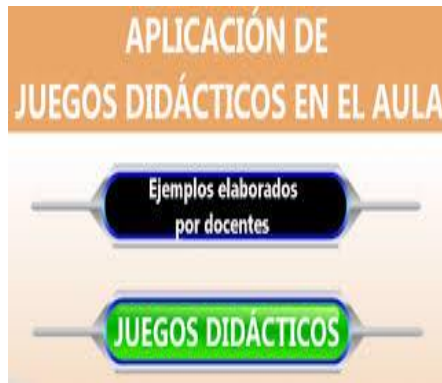 APLICACIÓN DE
JUEGOS DIDÁCTICOS EN EL AULA
Ejemplos elaborados
por docentes
JUEGOS DIDÁCTICOS